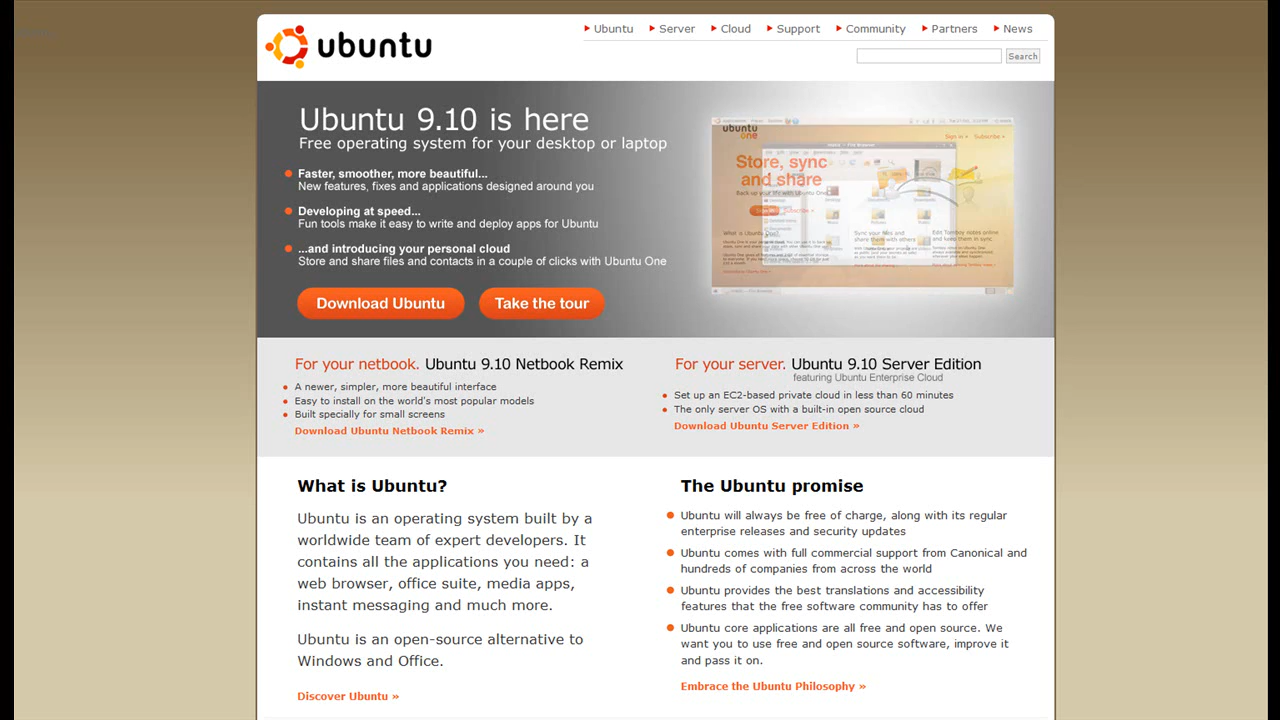 ubuntu
Ubuntu Server Cloud Support Community Partners News
Search
Ubuntu 9.10 is here
Free operating system for your desktop or laptop
Faster, smoother, more beautiful...
New features, fixes and applications designed around you
Developing at speed...
Fun tools make it easy to write and deploy apps for Ubuntu
...and introducing your personal cloud
Store and share files and contacts in a couple of clicks with Ubuntu One
Download Ubuntu Take the tour
ubuntu
one
Sign in » Subscribe »
Store, sync
and share
For your netbook. Ubuntu 9.10 Netbook Remix
A newer, simpler, more beautiful interface
Easy to install on the world's most popular models
Built specially for small screens
Download Ubuntu Netbook Remix »
For your server. Ubuntu 9.10 Server Edition
featuring Ubuntu Enterprise Cloud
Set up an EC2-based private cloud in less than 60 minutes
The only server OS with a built-in open source cloud
Download Ubuntu Server Edition »
What is Ubuntu?
Ubuntu is an operating system built by a
worldwide team of expert developers. It
contains all the applications you need: a
web browser, office suite, media apps,
instant messaging and much more.
Ubuntu is an open-source alternative to
Windows and Office.
Discover Ubuntu »
The Ubuntu promise
Ubuntu will always be free of charge, along with its regular
enterprise releases and security updates
Ubuntu comes with full commercial support from Canonical and
hundreds of companies from across the world
Ubuntu provides the best translations and accessibility
features that the free software community has to offer
Ubuntu core applications are all free and open source. We
want you to use free and open source software, improve it
and pass it on.
Embrace the Ubuntu Philosophy »